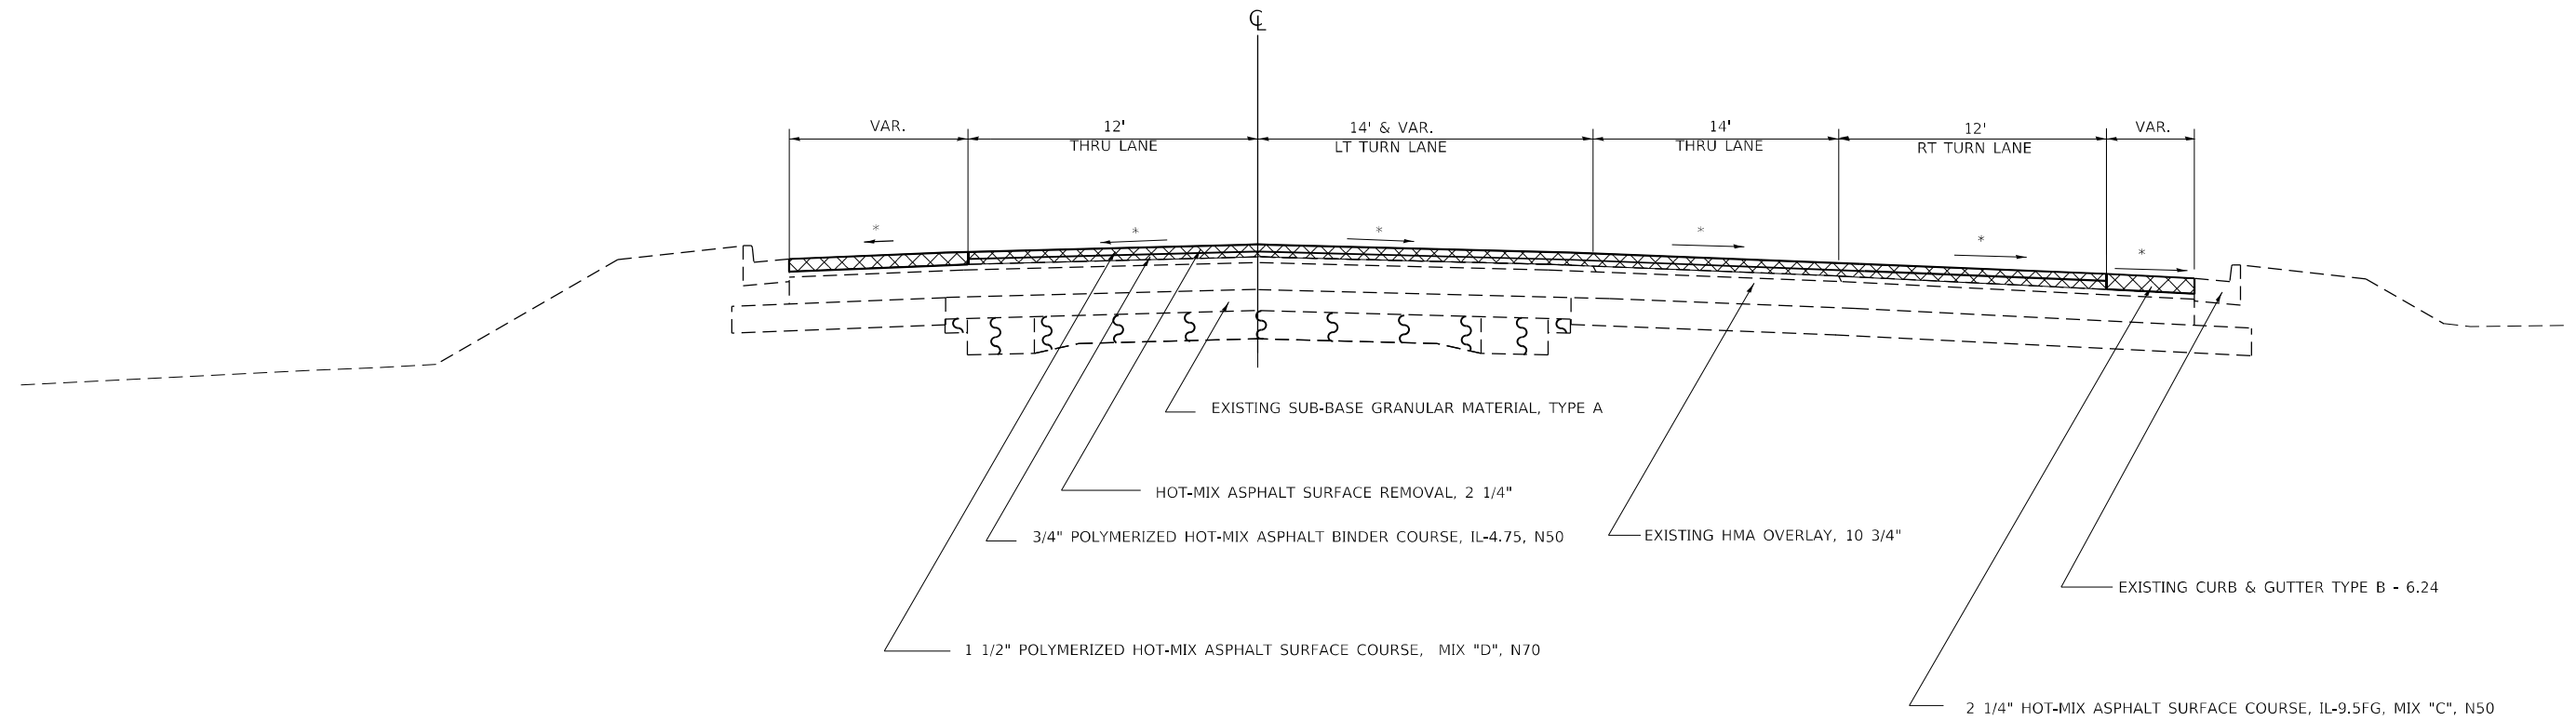 ℄
VAR.
12'
THRU LANE
14' & VAR.
LT TURN LANE
14'
THRU LANE
12'
RT TURN LANE
VAR.
*
*
*
*
*
*
EXISTING SUB-BASE GRANULAR MATERIAL, TYPE A
HOT-MIX ASPHALT SURFACE REMOVAL, 2 1/4"
3/4" POLYMERIZED HOT-MIX ASPHALT BINDER COURSE, IL-4.75, N50
EXISTING HMA OVERLAY, 10 3/4"
EXISTING CURB & GUTTER TYPE B - 6.24
1 1/2" POLYMERIZED HOT-MIX ASPHALT SURFACE COURSE, MIX "D", N70
2 1/4" HOT-MIX ASPHALT SURFACE COURSE, IL-9.5FG, MIX "C", N50